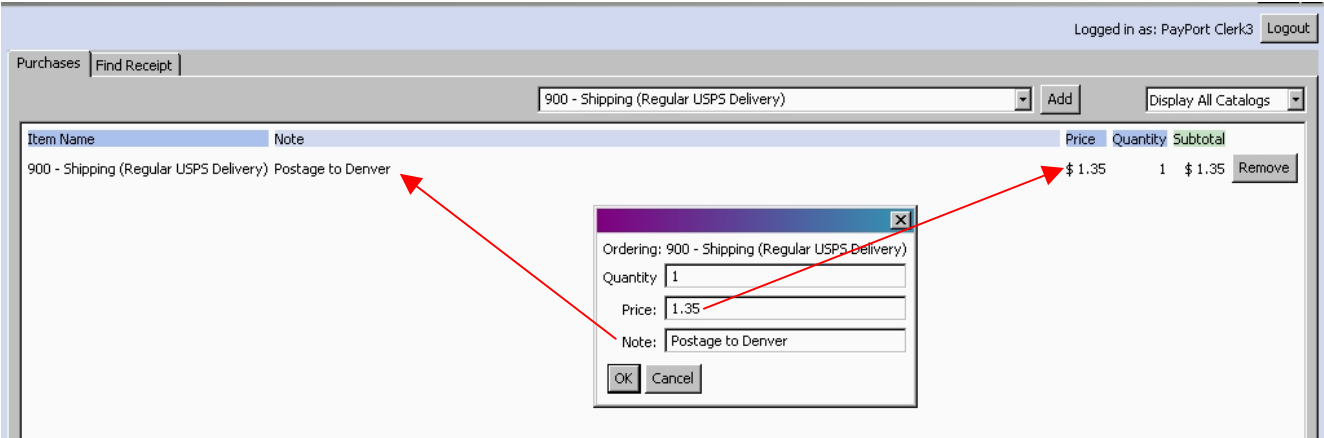 Logged in as: PayPort Clerk3 Logout
Purchases Find Receipt
900 - Shipping (Regular USPS Delivery) Add Display All Catalogs
Item Name Note Price Quantity Subtotal
900 - Shipping (Regular USPS Delivery) Postage to Denver $ 1.35 1 $ 1.35 Remove
Ordering: 900 - Shipping (Regular USPS Delivery)
Quantity 1
Price: 1.35
Note: Postage to Denver
OK Cancel